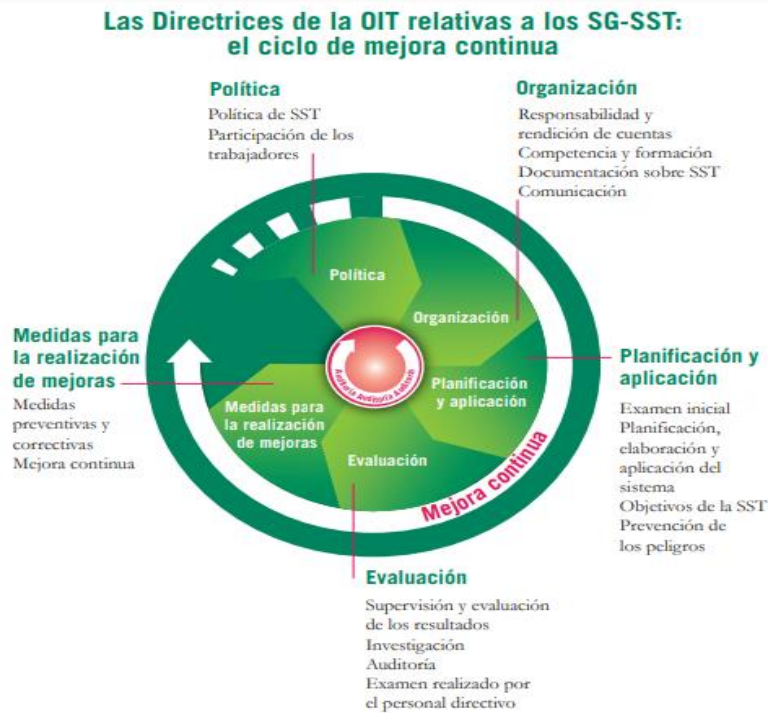 Las Directrices de la OIT relativas a los SG-SST:
el ciclo de mejora continua
Política
Política de SST
Participación de los
trabajadores
Organización
Responsabilidad y
rendición de cuentas
Competencia y formación
Documentación sobre SST
Comunicación
Política
Organización
Planificación
y aplicación
Evaluación
Medidas para
la realización
de mejoras
Auditoría Auditoría Auditoría
Mejora continua
Medidas para
la realización
de mejoras
Medidas
preventivas y
correctivas
Mejora continua
Planificación y
aplicación
Examen inicial
Planificación,
elaboración y
aplicación del
sistema
Objetivos de la SST
Prevención de
los peligros
Evaluación
Supervisión y evaluación
de los resultados
Investigación
Auditoría
Examen realizado por
el personal directivo